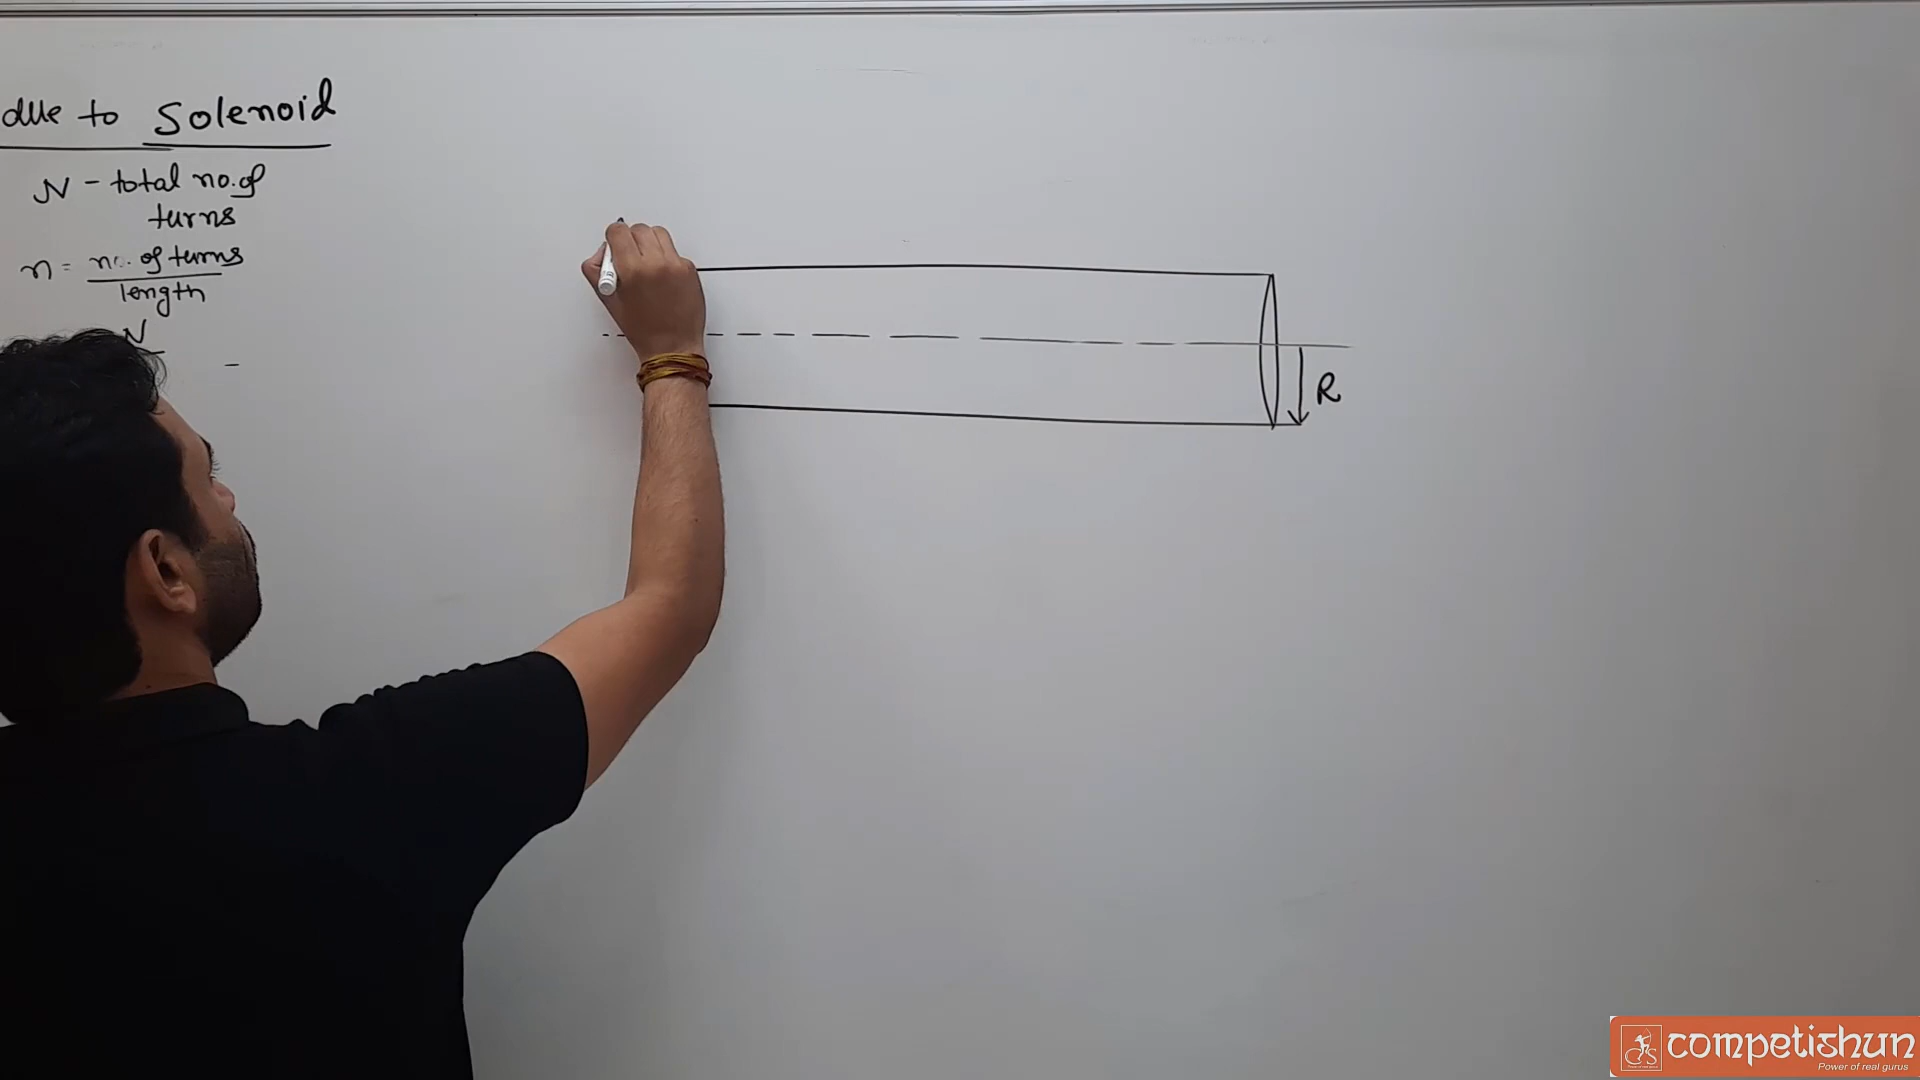 due to Solenoid
N - total no. of
turns
n = no. of turns
length
N
R
competishun
Power of real gurus